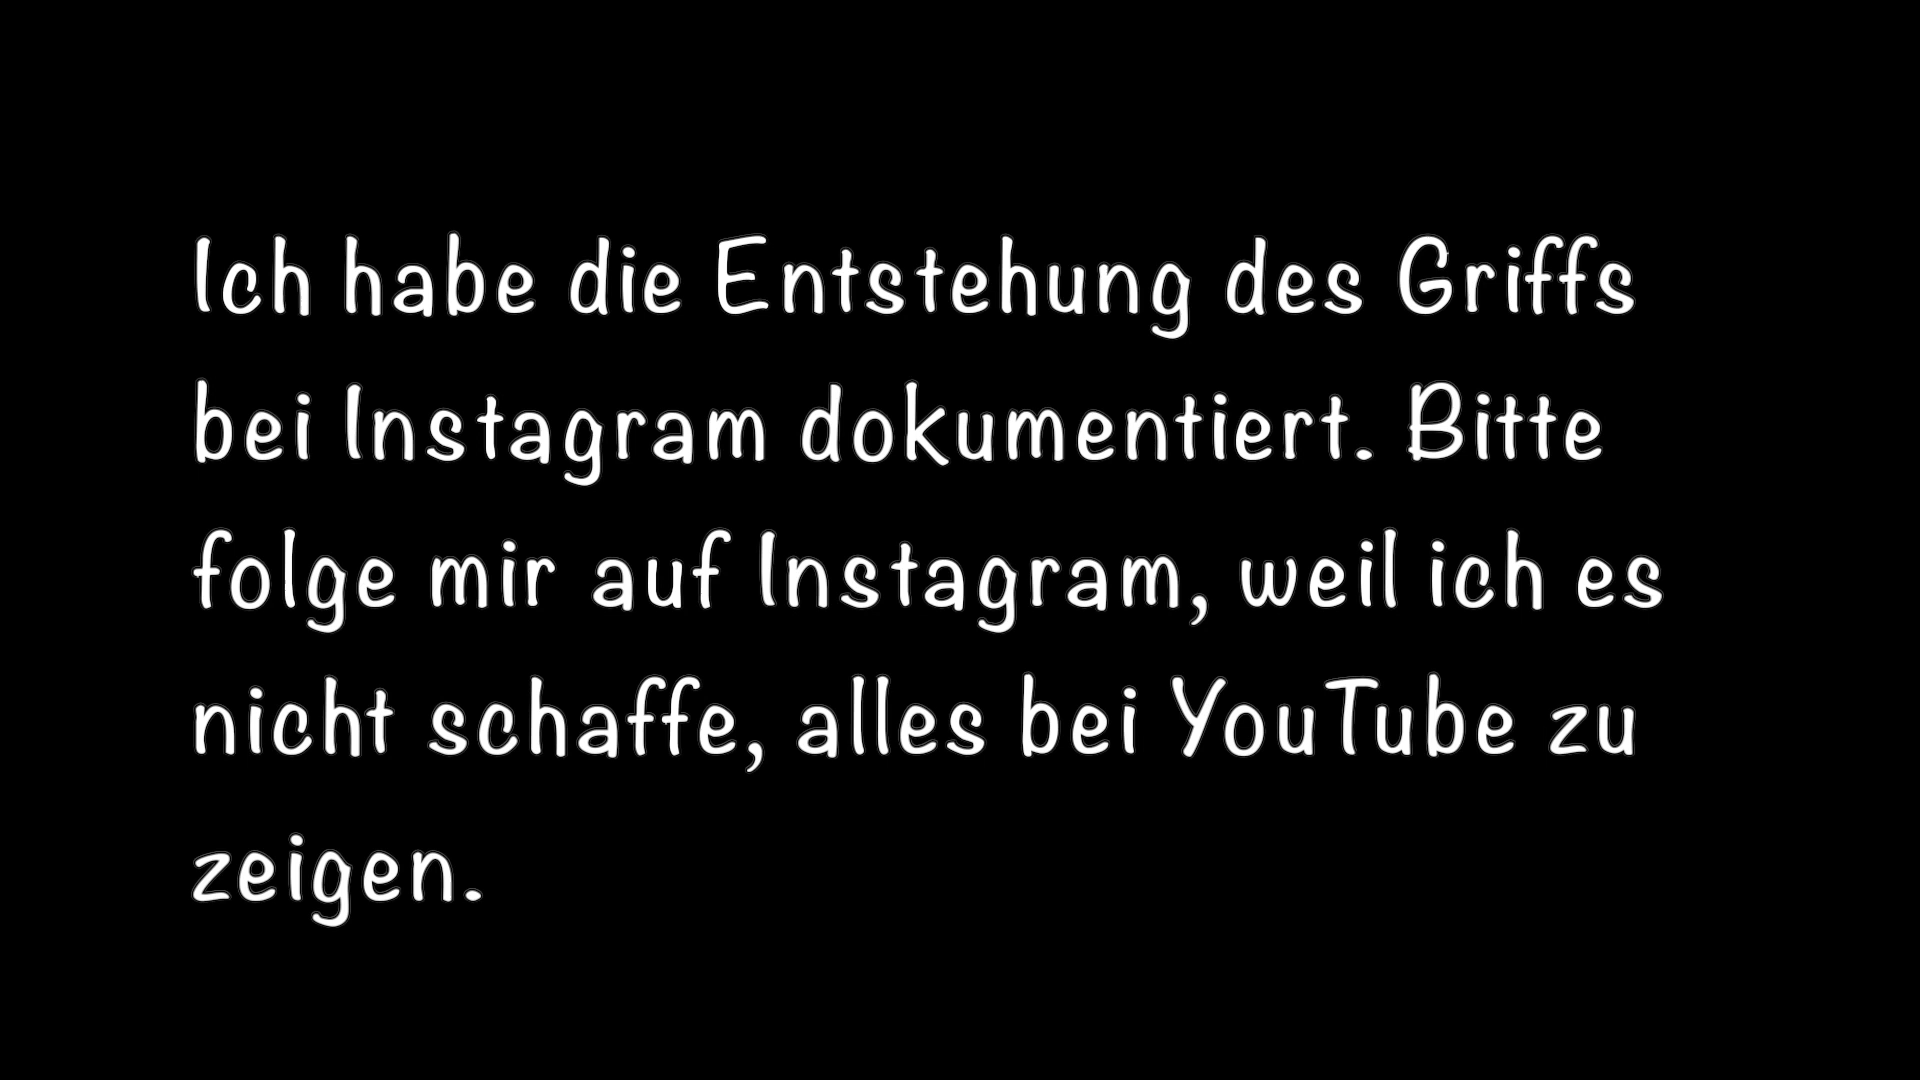 Ich habe die Entstehung des Griffs
bei Instagram dokumentiert. Bitte
folge mir auf Instagram, weil ich es
nicht schaffe, alles bei YouTube zu
zeigen.